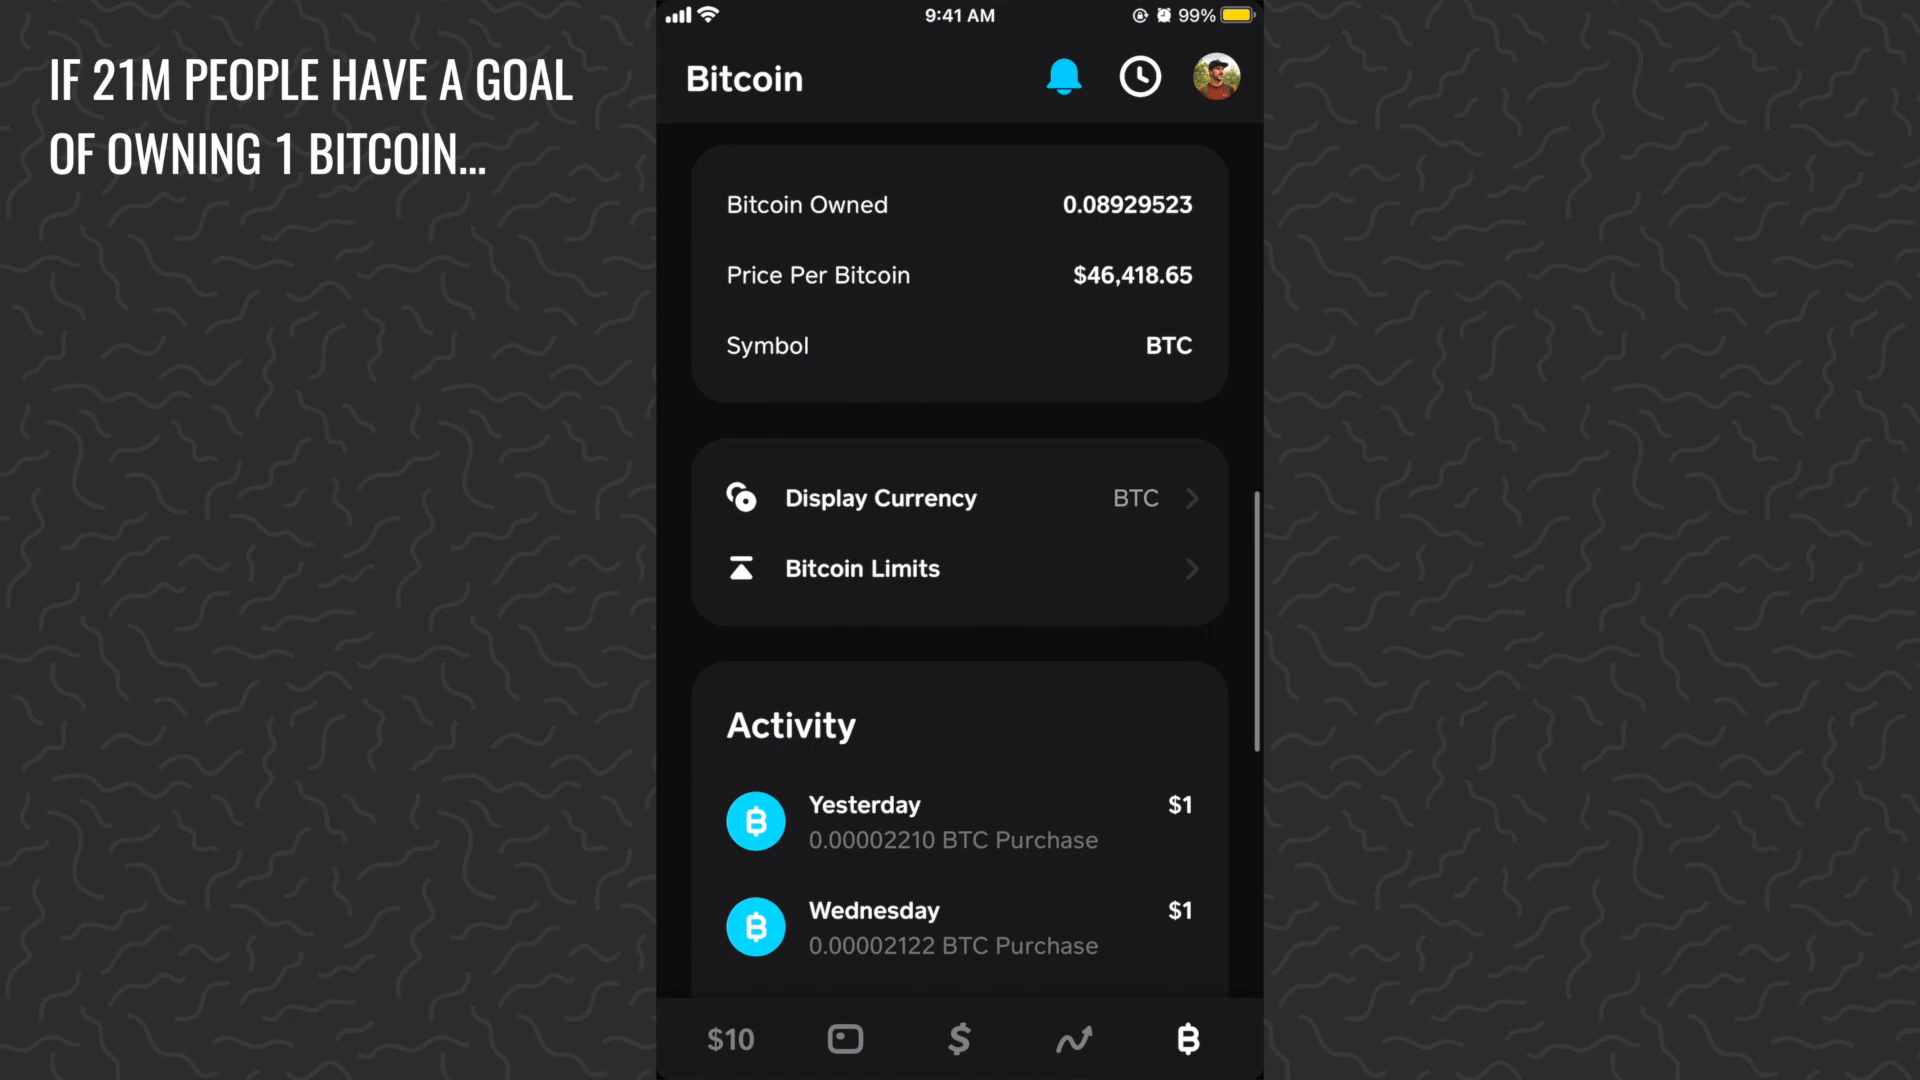 IF 21M PEOPLE HAVE A GOAL
OF OWNING 1 BITCOIN...
9:41 AM
99%
Bitcoin
Bitcoin Owned 0.08929523
Price Per Bitcoin $46,418.65
Symbol BTC
Display Currency BTC
Bitcoin Limits
Activity
Yesterday $1
0.00002210 BTC Purchase
Wednesday $1
0.00002122 BTC Purchase
$10